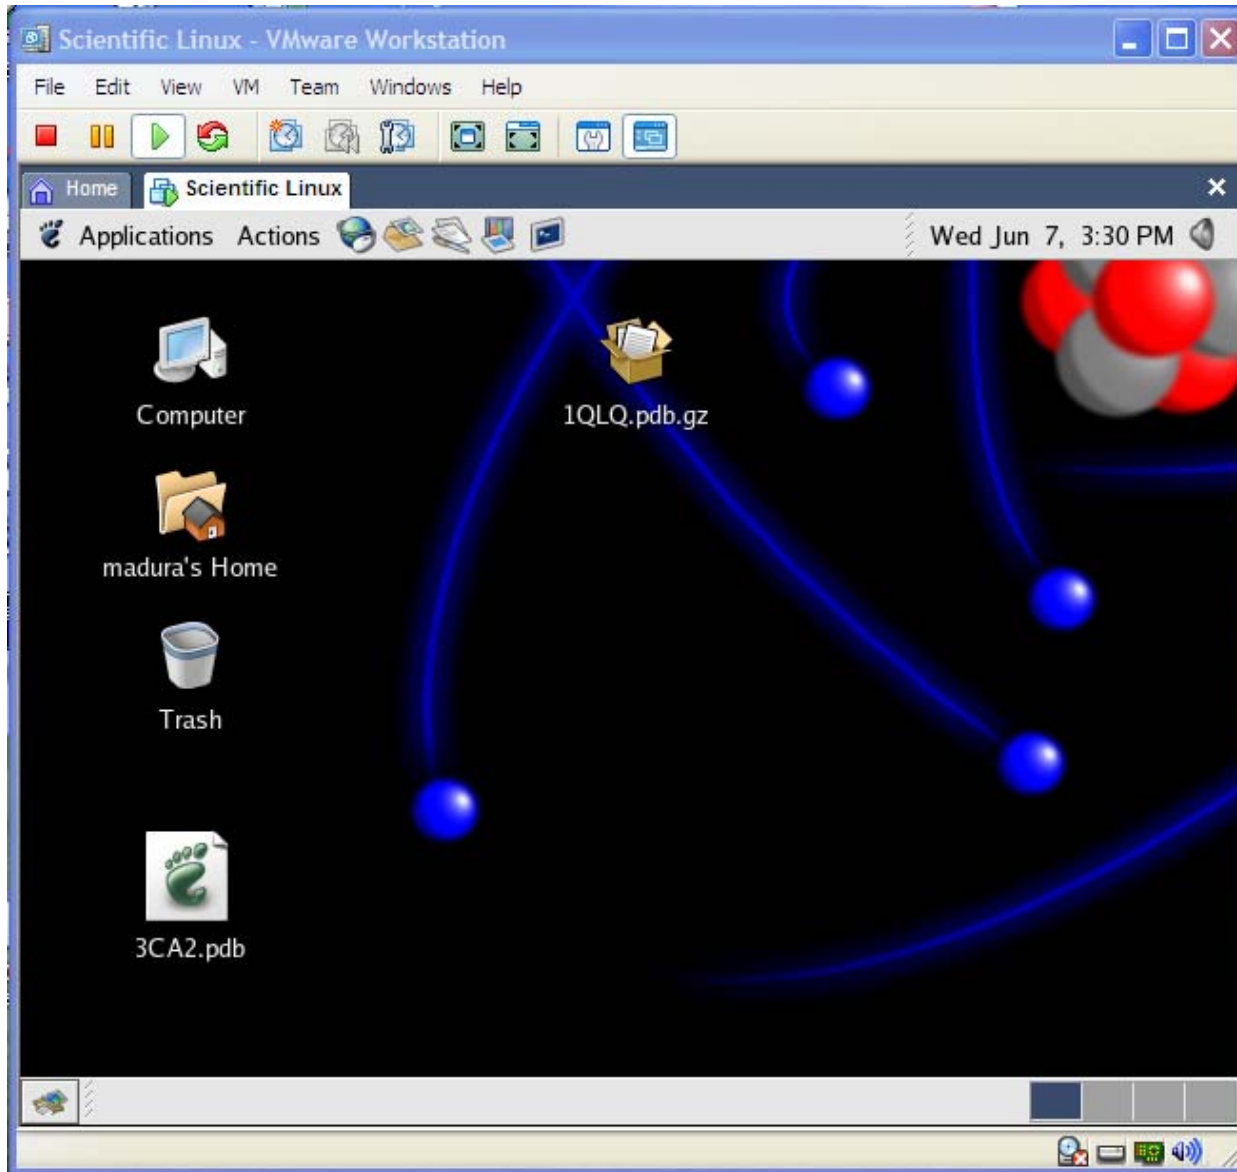 Scientific Linux - VMware Workstation
File Edit View VM Team Windows Help
Home Scientific Linux
Applications Actions Wed Jun 7, 3:30 PM
Computer
1QLQ.pdb.gz
madura's Home
Trash
3CA2.pdb